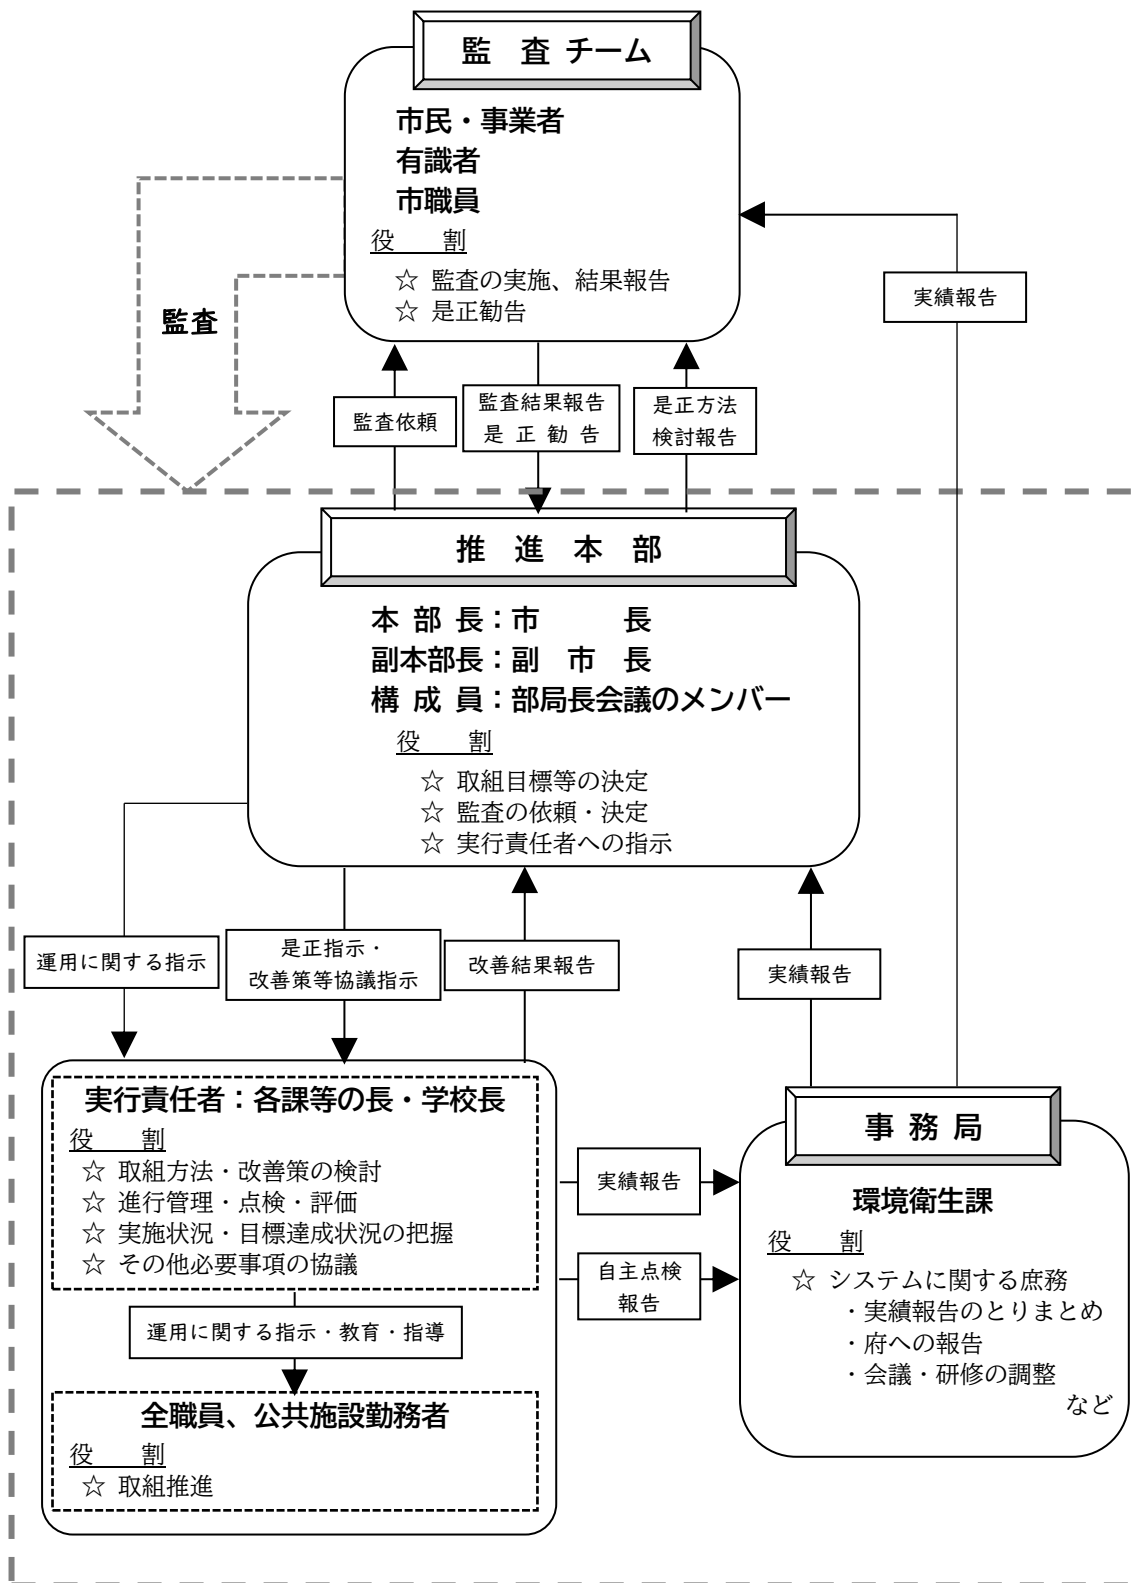 監　査 チーム
市民・事業者
有識者
市職員
役　　割
☆ 監査の実施、結果報告
☆ 是正勧告
監査
実績報告
監査依頼
監査結果報告
是 正 勧 告
是正方法
検討報告
推　進　本　部
本 部 長：市　　　長
副本部長：副　市　長
構 成 員：部局長会議のメンバー
役　　割
☆ 取組目標等の決定
☆ 監査の依頼・決定
☆ 実行責任者への指示
運用に関する指示
是正指示・
改善策等協議指示
改善結果報告
実績報告
実行責任者：各課等の長・学校長
役　　割
☆ 取組方法・改善策の検討
☆ 進行管理・点検・評価
☆ 実施状況・目標達成状況の把握
☆ その他必要事項の協議
運用に関する指示・教育・指導
全職員、公共施設勤務者
役　　割
☆ 取組推進
実績報告
自主点検
報告
事 務 局
環境衛生課
役　　割
☆ システムに関する庶務
・実績報告のとりまとめ
・府への報告
・会議・研修の調整
など